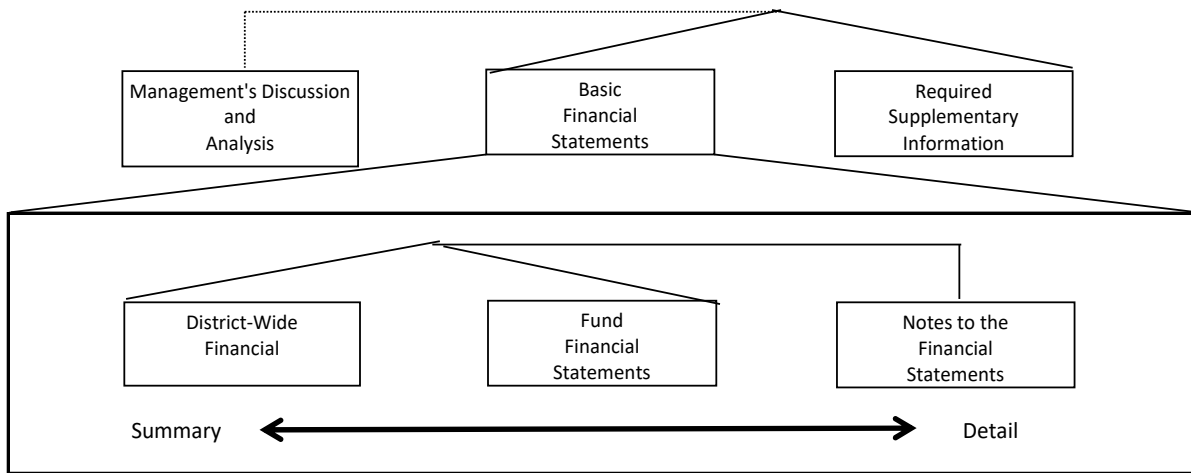 Management's Discussion
and
Analysis
Basic
Financial
Statements
Required
Supplementary
Information
District-Wide
Financial
Fund
Financial
Statements
Notes to the
Financial
Statements
Summary
Detail